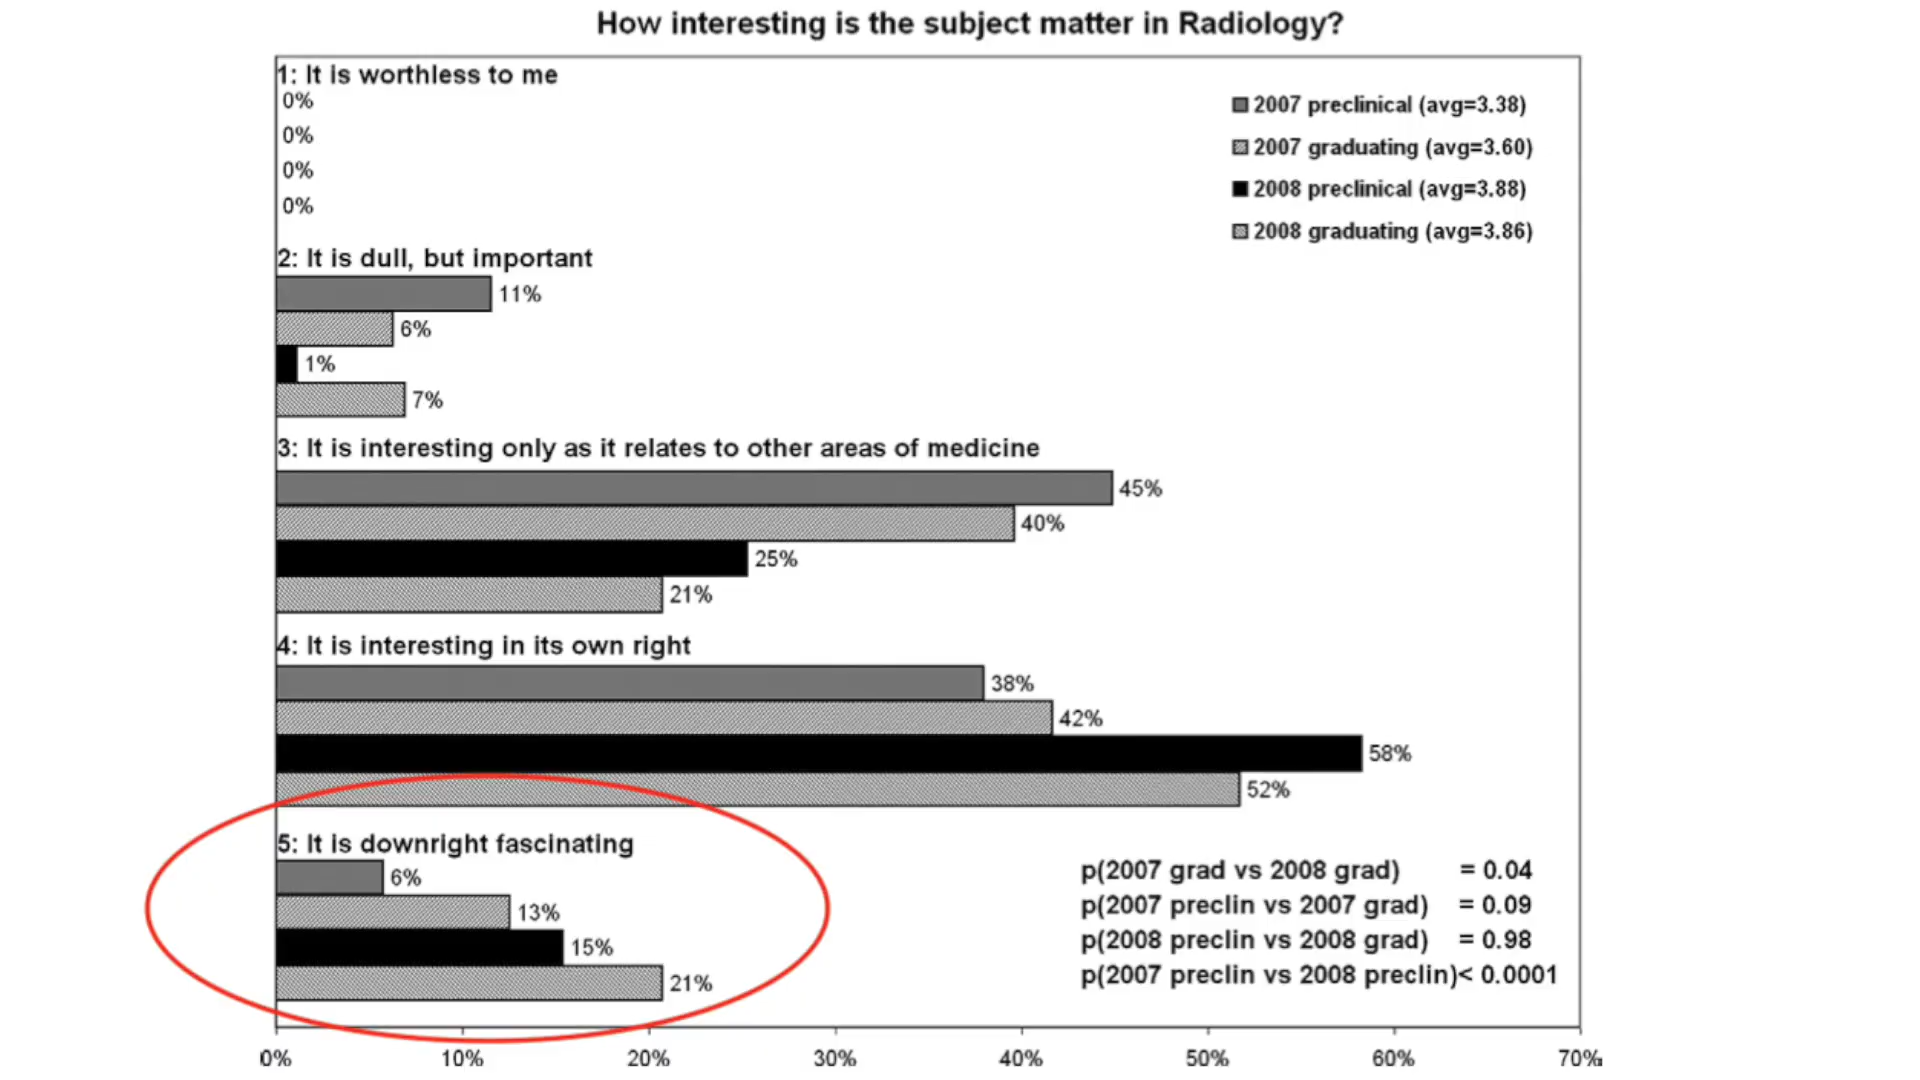 How interesting is the subject matter in Radiology?
1: It is worthless to me
0%
0%
0%
0%
2007 preclinical (avg=3.38)
2007 graduating (avg=3.60)
2008 preclinical (avg=3.88)
2008 graduating (avg=3.86)
2: It is dull, but important
11%
6%
1%
7%
3: It is interesting only as it relates to other areas of medicine
45%
40%
25%
21%
4: It is interesting in its own right
38%
42%
58%
52%
5: It is downright fascinating
6%
13%
15%
21%
p(2007 grad vs 2008 grad) = 0.04
p(2007 preclin vs 2007 grad) = 0.09
p(2008 preclin vs 2008 grad) = 0.98
p(2007 preclin vs 2008 preclin)< 0.0001
0% 10% 20% 30% 40% 50% 60% 70%